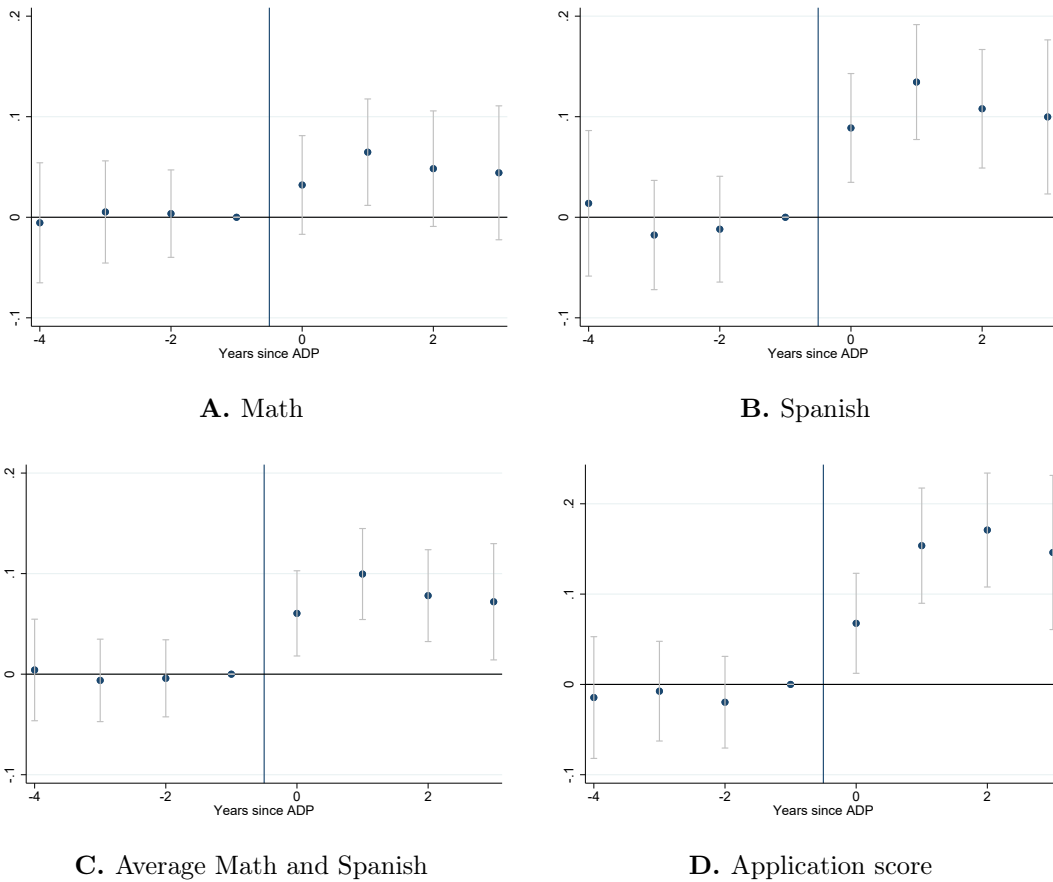 .2
.1
0
-.1
-4 -2 0 2
Years since ADP
A. Math
.2
.1
0
-.1
-4 -2 0 2
Years since ADP
B. Spanish
.2
.1
0
-.1
-4 -2 0 2
Years since ADP
C. Average Math and Spanish
.2
.1
0
-.1
-4 -2 0 2
Years since ADP
D. Application score